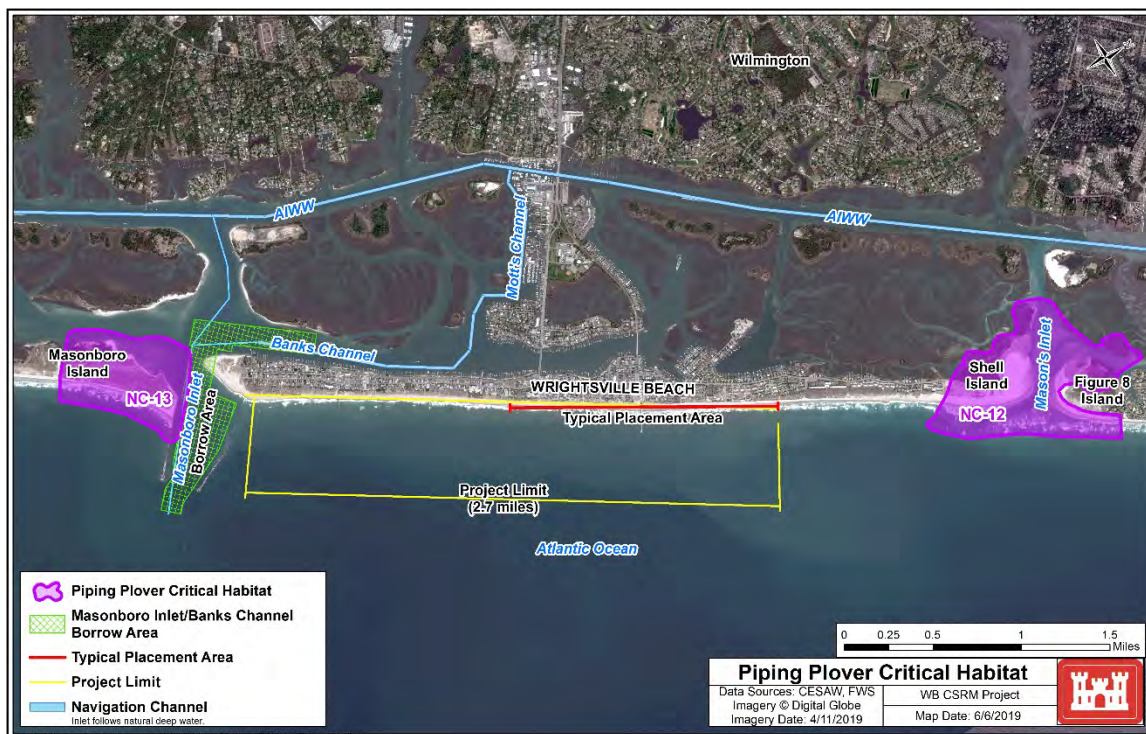 Wilmington
AIWW
AIWW
Mott's Channel
Banks Channel
Masonboro
Island
NC-13
Masonboro Inlet
Borrow Area
WRIGHTSVILLE BEACH
Typical Placement Area
Shell
Island
NC-12
Mason's Inlet
Figure 8
Island
Project Limit
(2.7 miles)
Atlantic Ocean
Piping Plover Critical Habitat
Masonboro Inlet/Banks Channel
Borrow Area
Typical Placement Area
Project Limit
Navigation Channel
Inlet follows natural deep water.
0 0.25 0.5 1 1.5
Miles
Piping Plover Critical Habitat
Data Sources: CESAW, FWS
Imagery © Digital Globe
Imagery Date: 4/11/2019
WB CSRM Project
Map Date: 6/6/2019